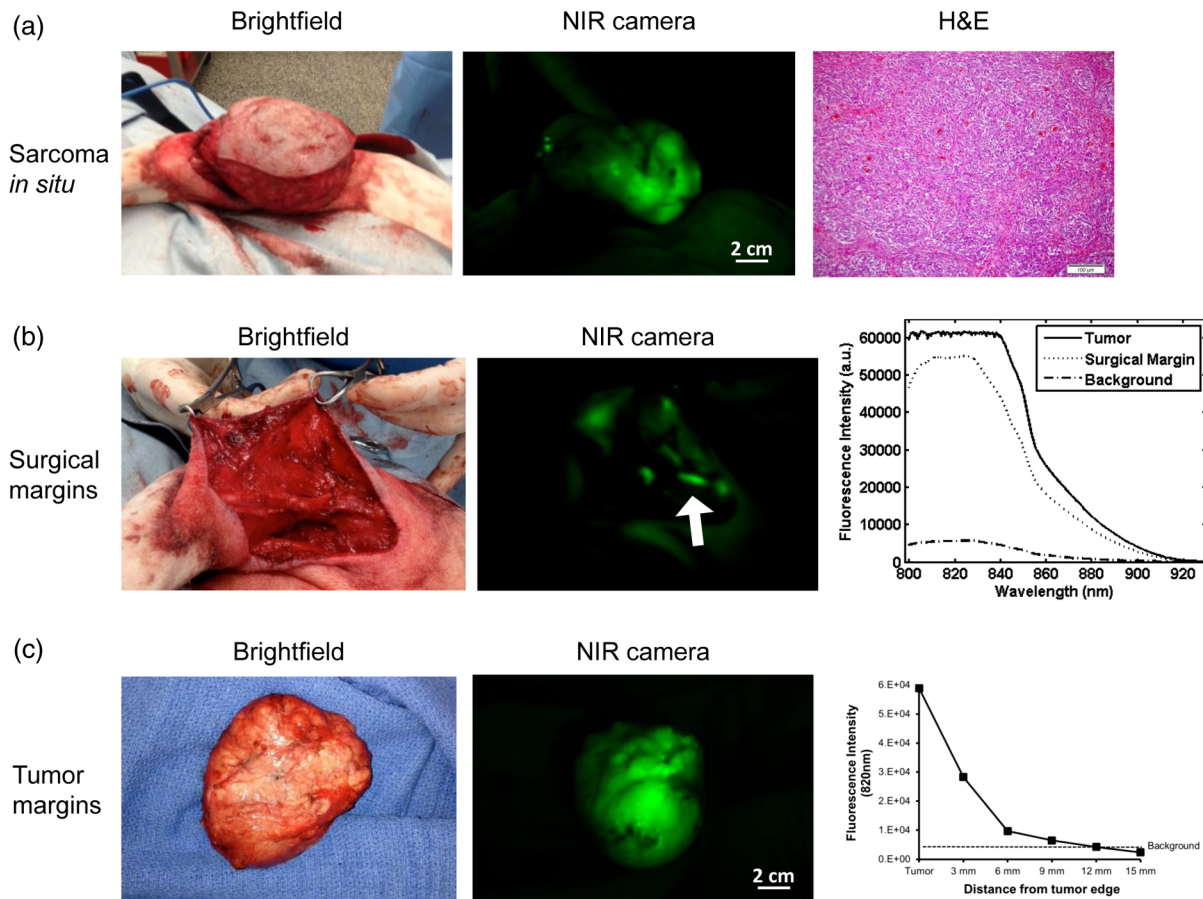 (a)
Brightfield
NIR camera
H&E
Sarcoma
in situ
2 cm
100 µm
(b)
Brightfield
NIR camera
Surgical
margins
Fluorescence Intensity (a.u.)
60000
50000
40000
30000
20000
10000
0
800
820
840
860
880
900
920
Wavelength (nm)
Tumor
Surgical Margin
Background
(c)
Brightfield
NIR camera
Tumor
margins
2 cm
Fluorescence Intensity
(820nm)
6.E+04
5.E+04
4.E+04
3.E+04
2.E+04
1.E+04
0.E+00
Background
Tumor
3 mm
6 mm
9 mm
12 mm
15 mm
Distance from tumor edge